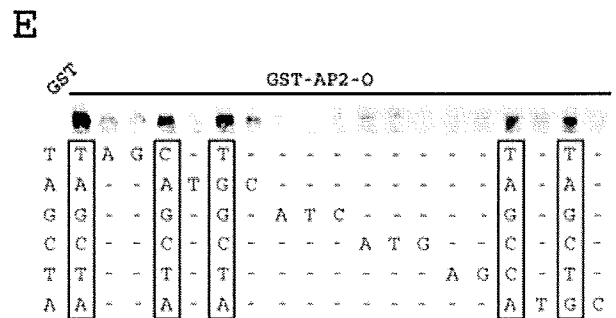 E
GST GST-AP2-O
T T A G C - T - - - - - - - - - T - T -
A A - - A T G C - - - - - - - - A - A -
G G - - G - G - A T C - - - - - G - G -
C C - - C - C - - - - A T G - - C - C -
T T - - T - T - - - - - - - A G C - T -
A A - - A - A - - - - - - - - - A T G C